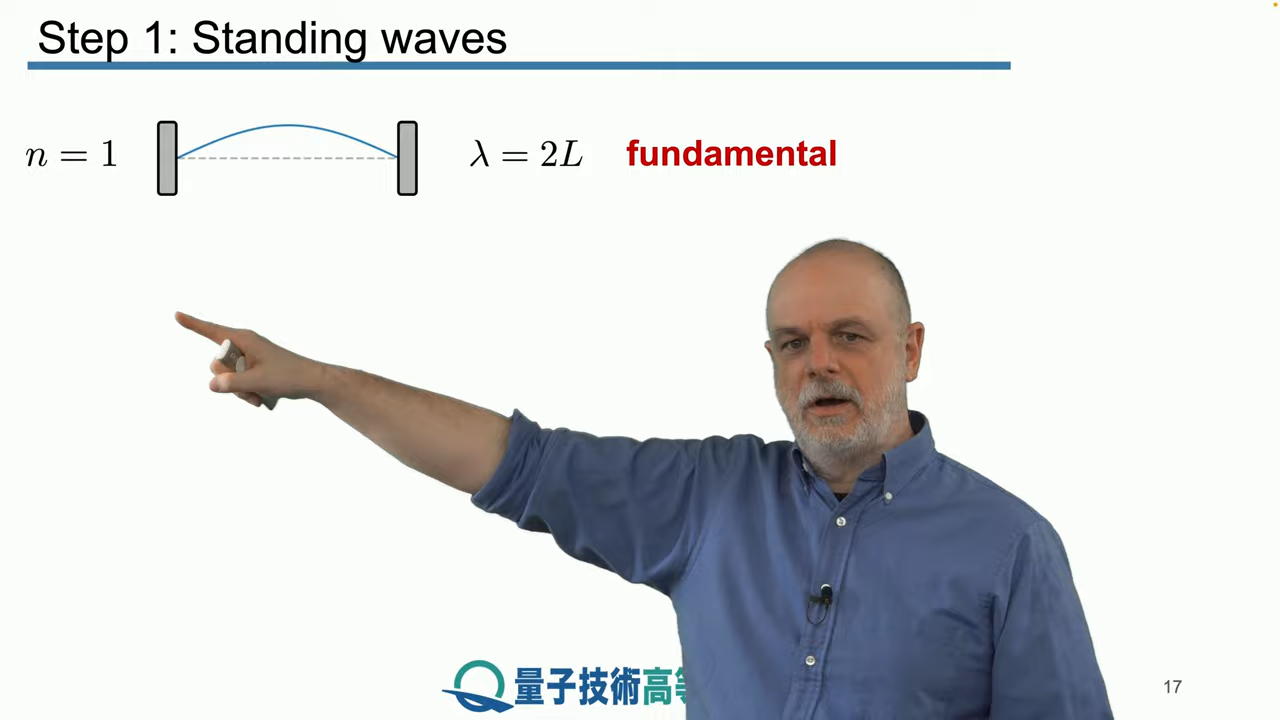 Step 1: Standing waves
n = 1
λ = 2L
fundamental
量子技術高等
17